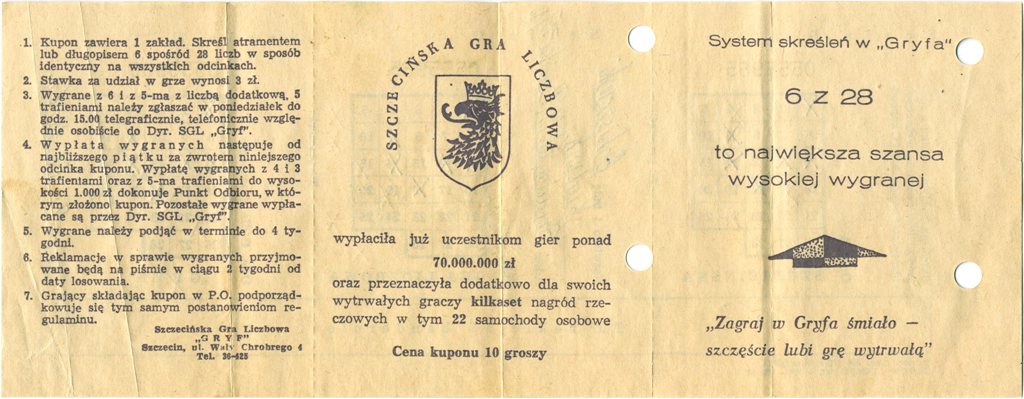 1. Kupon zawiera 1 zakład. Skreśl atramentem
lub długopisem 6 spośród 28 liczb w sposób
identyczny na wszystkich odcinkach.
2. Stawka za udział w grze wynosi 3 zł.
3. Wygrane z 6 i z 5-ma z liczbą dodatkową, 5
trafieniami należy zgłaszać w poniedziałek do
godz. 15.00 telegraficznie, telefonicznie wzglę-
dnie osobiście do Dyr. SGL „Gryf".
4. Wypłata wygranych następuje od
najbliższego piątku za zwrotem niniejszego
odcinka kuponu. Wypłatę wygranych z 4 i 3
trafieniami oraz z 5-ma trafieniami do wyso-
kości 1.000 zł dokonuje Punkt Odbioru, w któ-
rym złożono kupon. Pozostałe wygrane wypła-
cane są przez Dyr. SGL „Gryf".
5. Wygrane należy podjąć w terminie do 4 ty-
godni.
6. Reklamacje w sprawie wygranych przyjmo-
wane będą na piśmie w ciągu 2 tygodni od
daty losowania.
7. Grający składając kupon w P.O. podporząd-
kowuje się tym samym postanowieniom re-
gulaminu.
Szczecińska Gra Liczbowa
„GRYF"
Szczecin, ul. Wały Chrobrego 4
Tel. 36-525
SZCZECIŃSKA GRA LICZBOWA
wypłaciła już uczestnikom gier ponad
70.000.000 zł
oraz przeznaczyła dodatkowo dla swoich
wytrwałych graczy kilkaset nagród rze-
czowych w tym 22 samochody osobowe
Cena kuponu 10 groszy
System skreśleń w „Gryfa"
6 z 28
to największa szansa
wysokiej wygranej
„Zagraj w Gryfa śmiało —
szczęście lubi grę wytrwałą"